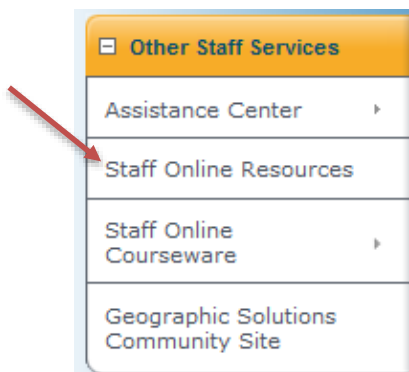 Other Staff Services
Assistance Center
Staff Online Resources
Staff Online
Courseware
Geographic Solutions
Community Site